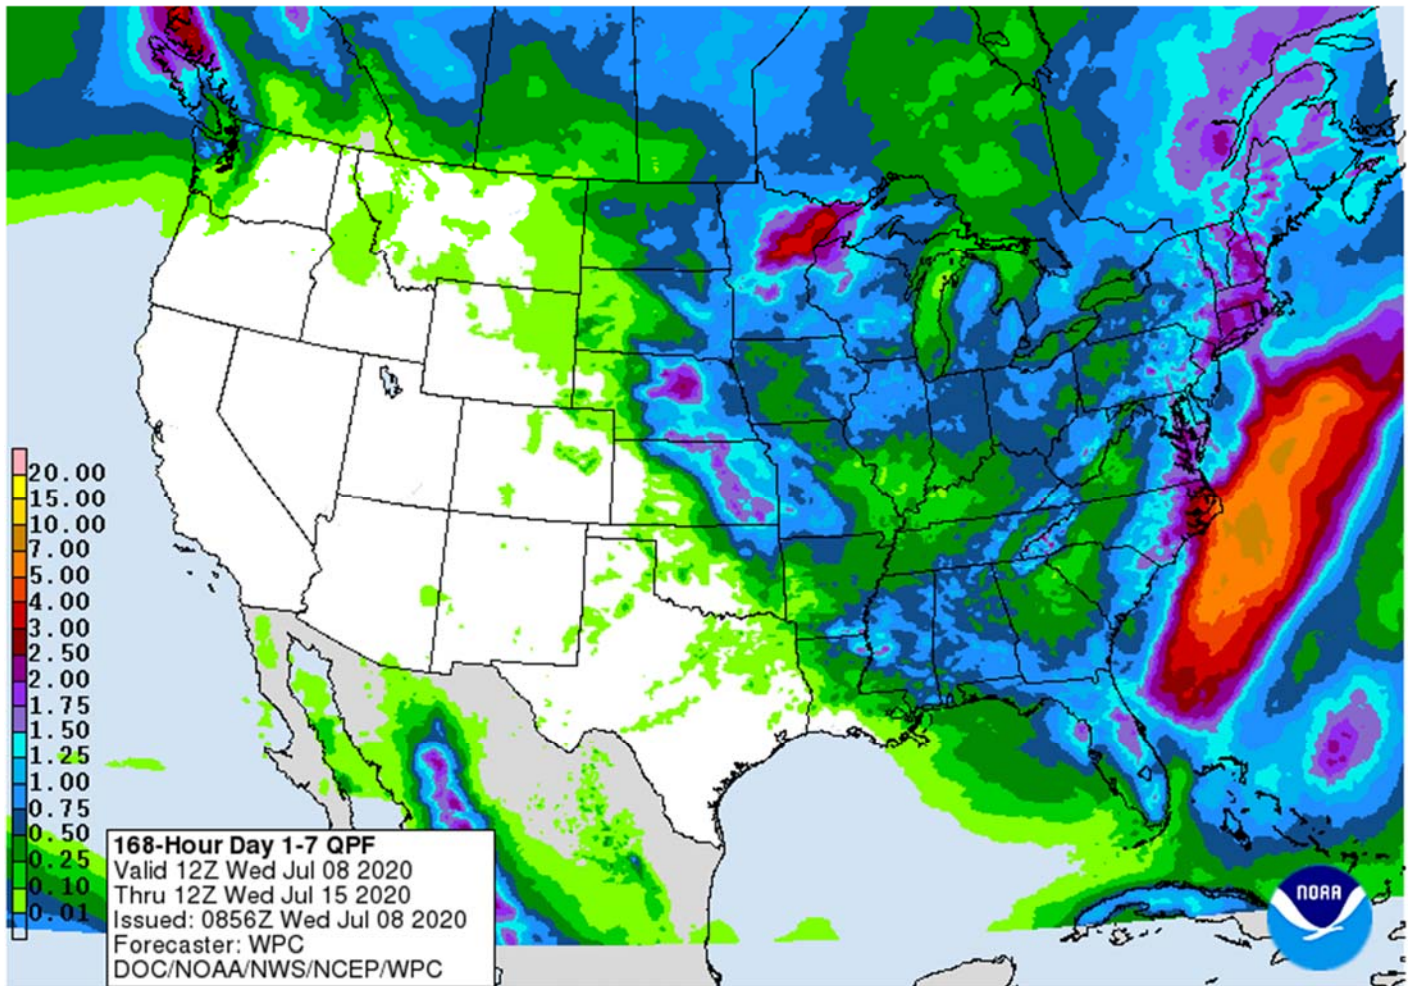 20.00
15.00
10.00
7.00
5.00
4.00
3.00
2.50
2.00
1.75
1.50
1.25
1.00
0.75
0.50
0.25
0.10
0.01
168-Hour Day 1-7 QPF
Valid 12Z Wed Jul 08 2020
Thru 12Z Wed Jul 15 2020
Issued: 0856Z Wed Jul 08 2020
Forecaster: WPC
DOC/NOAA/NWS/NCEP/WPC
NOAA